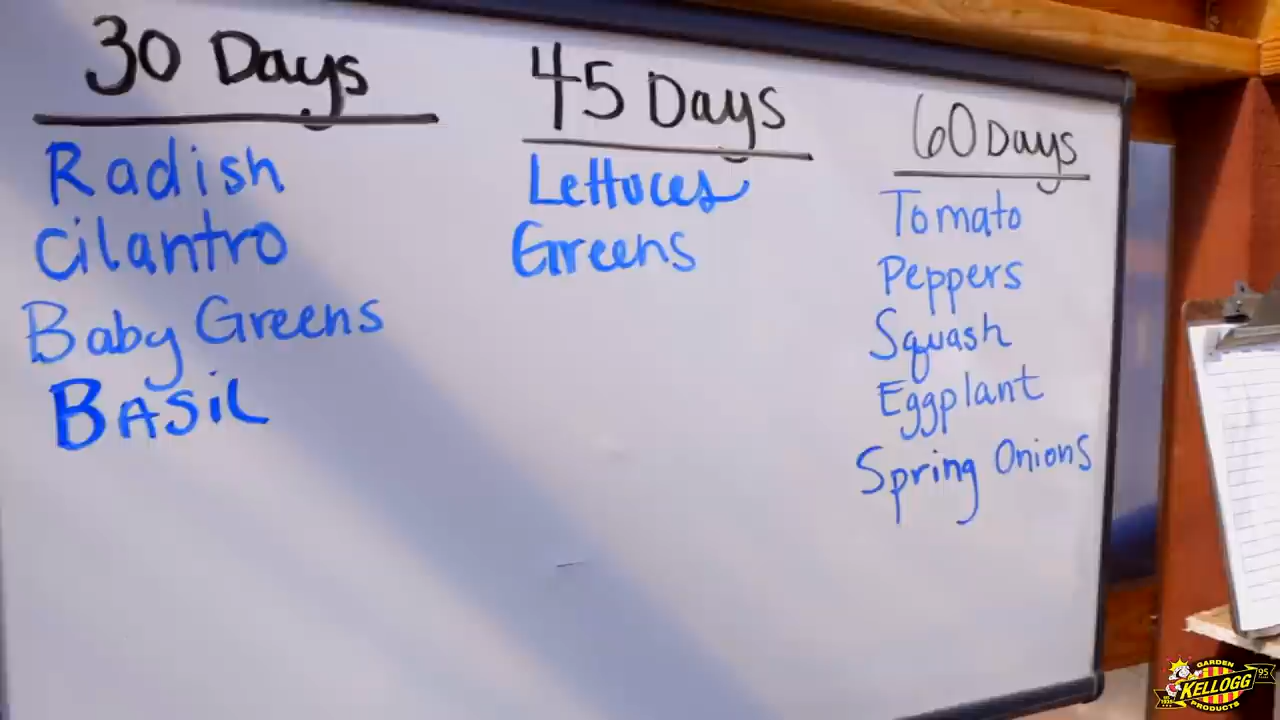 30 Days
Radish
Cilantro
Baby Greens
BASIL
45 Days
Lettuces
Greens
60 Days
Tomato
Peppers
Squash
Eggplant
Spring Onions
GARDEN
KELLOGG
PRODUCTS
95